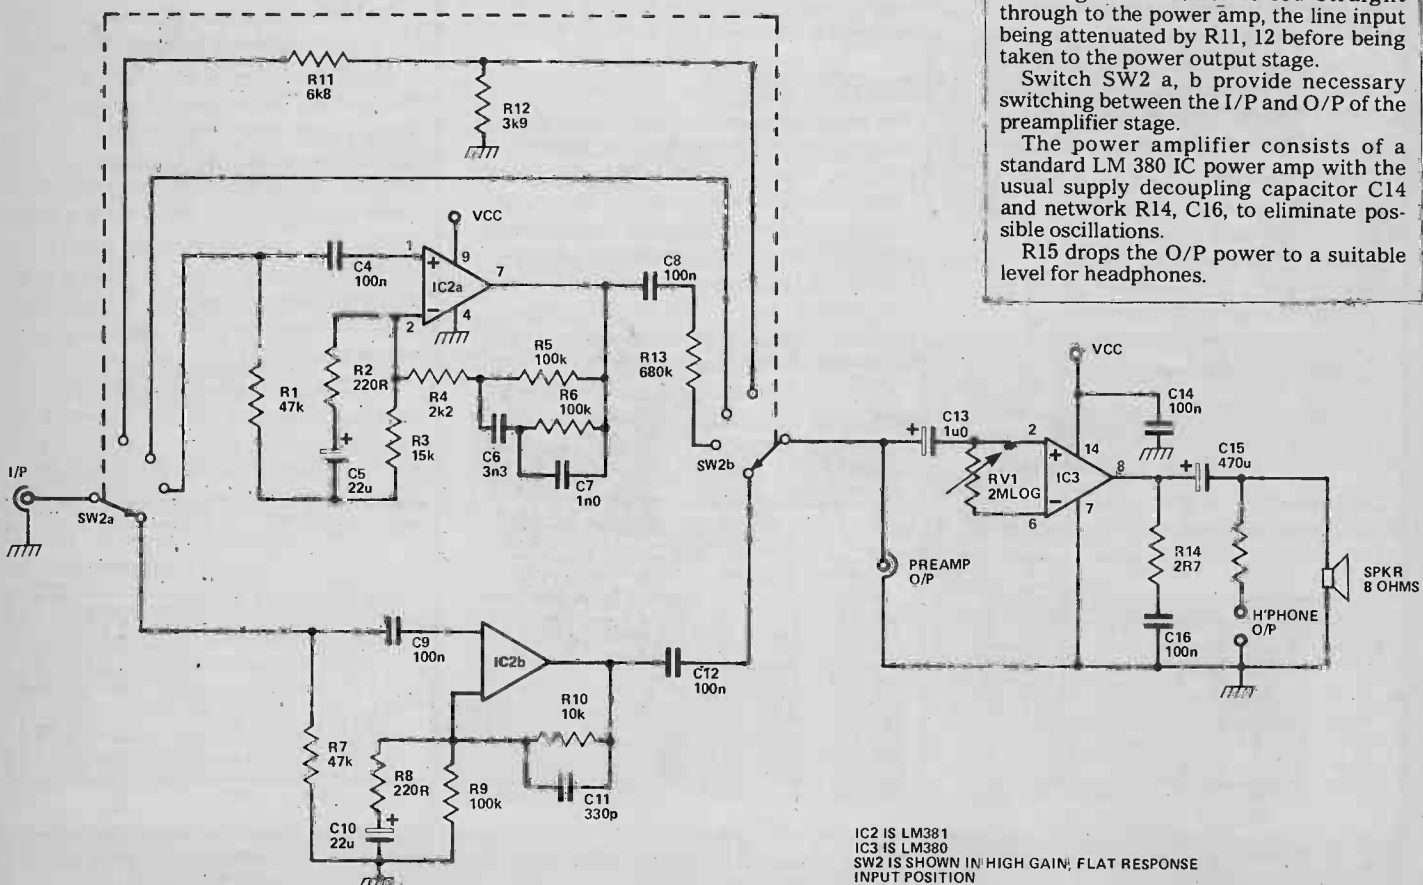 through to the power amp, the line input
being attenuated by R11, 12 before being
taken to the power output stage.
Switch SW2 a, b provide necessary
switching between the I/P and O/P of the
preamplifier stage.
The power amplifier consists of a
standard LM 380 IC power amp with the
usual supply decoupling capacitor C14
and network R14, C16, to eliminate pos-
sible oscillations.
R15 drops the O/P power to a suitable
level for headphones.
R11
6k8
R12
3k9
VCC
C4
100n
1
+
9
IC2a
7
−
2
4
C8
100n
R1
47k
R2
220R
C5
+
22u
R3
15k
R4
2k2
R5
100k
R6
100k
C6
3n3
C7
1n0
R13
680k
SW2b
I/P
SW2a
VCC
C14
100n
C13
+
1u0
2
+
14
IC3
8
−
6
7
RV1
2MLOG
C15
+
470u
PREAMP
O/P
R14
2R7
C16
100n
H'PHONE
O/P
SPKR
8 OHMS
C9
100n
IC2b
C12
100n
R10
10k
C11
330p
R7
47k
R8
220R
C10
+
22u
R9
100k
IC2 IS LM381
IC3 IS LM380
SW2 IS SHOWN IN HIGH GAIN, FLAT RESPONSE
INPUT POSITION